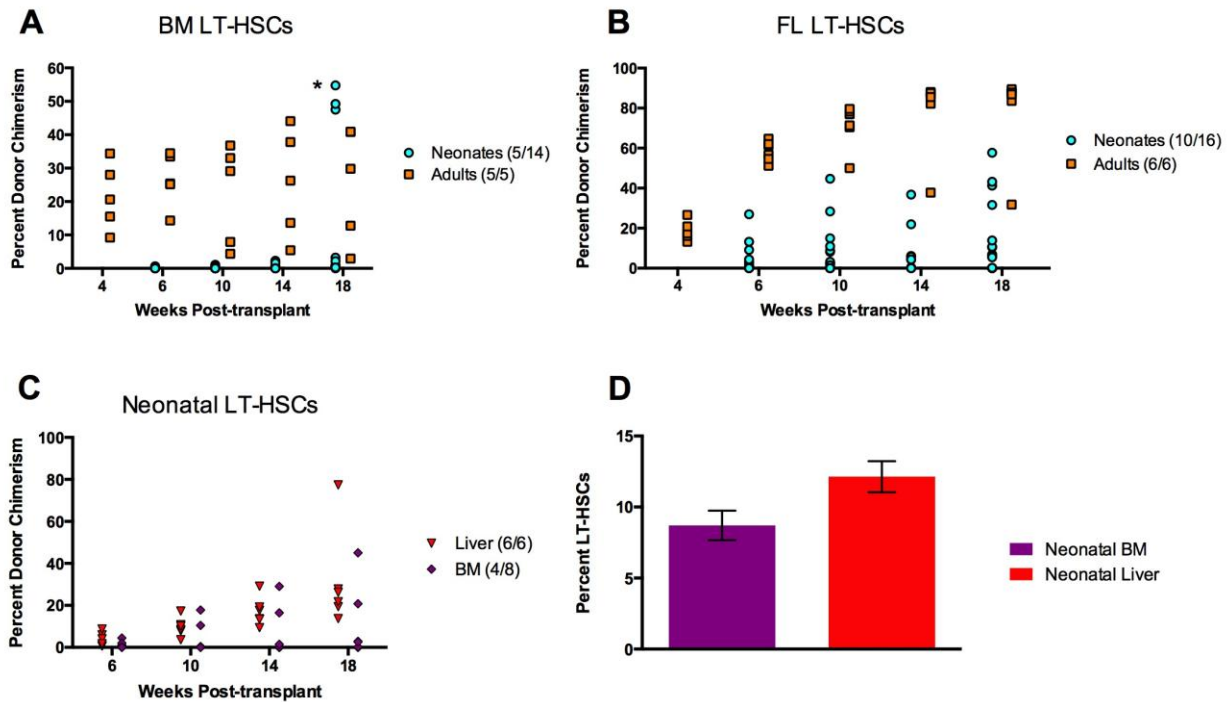 A
BM LT-HSCs
Percent Donor Chimerism
60
50
40
30
20
10
0
*
4 6 10 14 18
Weeks Post-transplant
Neonates (5/14)
Adults (5/5)
B
FL LT-HSCs
Percent Donor Chimerism
100
80
60
40
20
0
4 6 10 14 18
Weeks Post-transplant
Neonates (10/16)
Adults (6/6)
C
Neonatal LT-HSCs
Percent Donor Chimerism
100
80
60
40
20
0
6 10 14 18
Weeks Post-transplant
Liver (6/6)
BM (4/8)
D
Percent LT-HSCs
15
10
5
0
Neonatal BM
Neonatal Liver